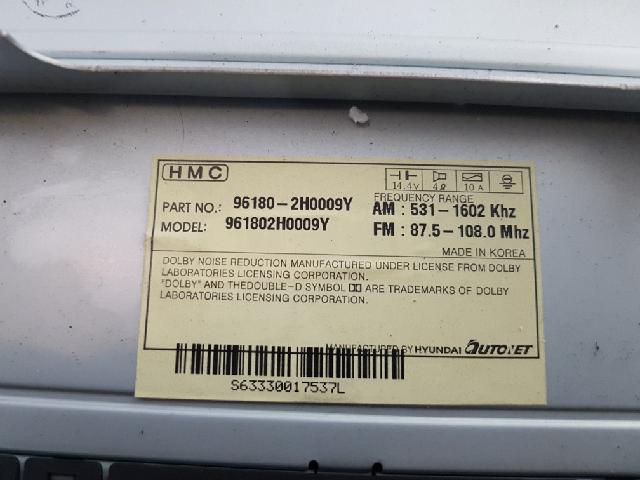 HMC
14.4V 4Ω 10A
PART NO.: 96180-2H0009Y
MODEL: 961802H0009Y
FREQUENCY RANGE
AM : 531-1602 Khz
FM : 87.5-108.0 Mhz
MADE IN KOREA
DOLBY NOISE REDUCTION MANUFACTURED UNDER LICENSE FROM DOLBY
LABORATORIES LICENSING CORPORATION.
"DOLBY" AND THEDOUBLE-D SYMBOL ARE TRADEMARKS OF DOLBY
LABORATORIES LICENSING CORPORATION.
MANUFACTURED BY HYUNDAI AUTONET
S63330017537L